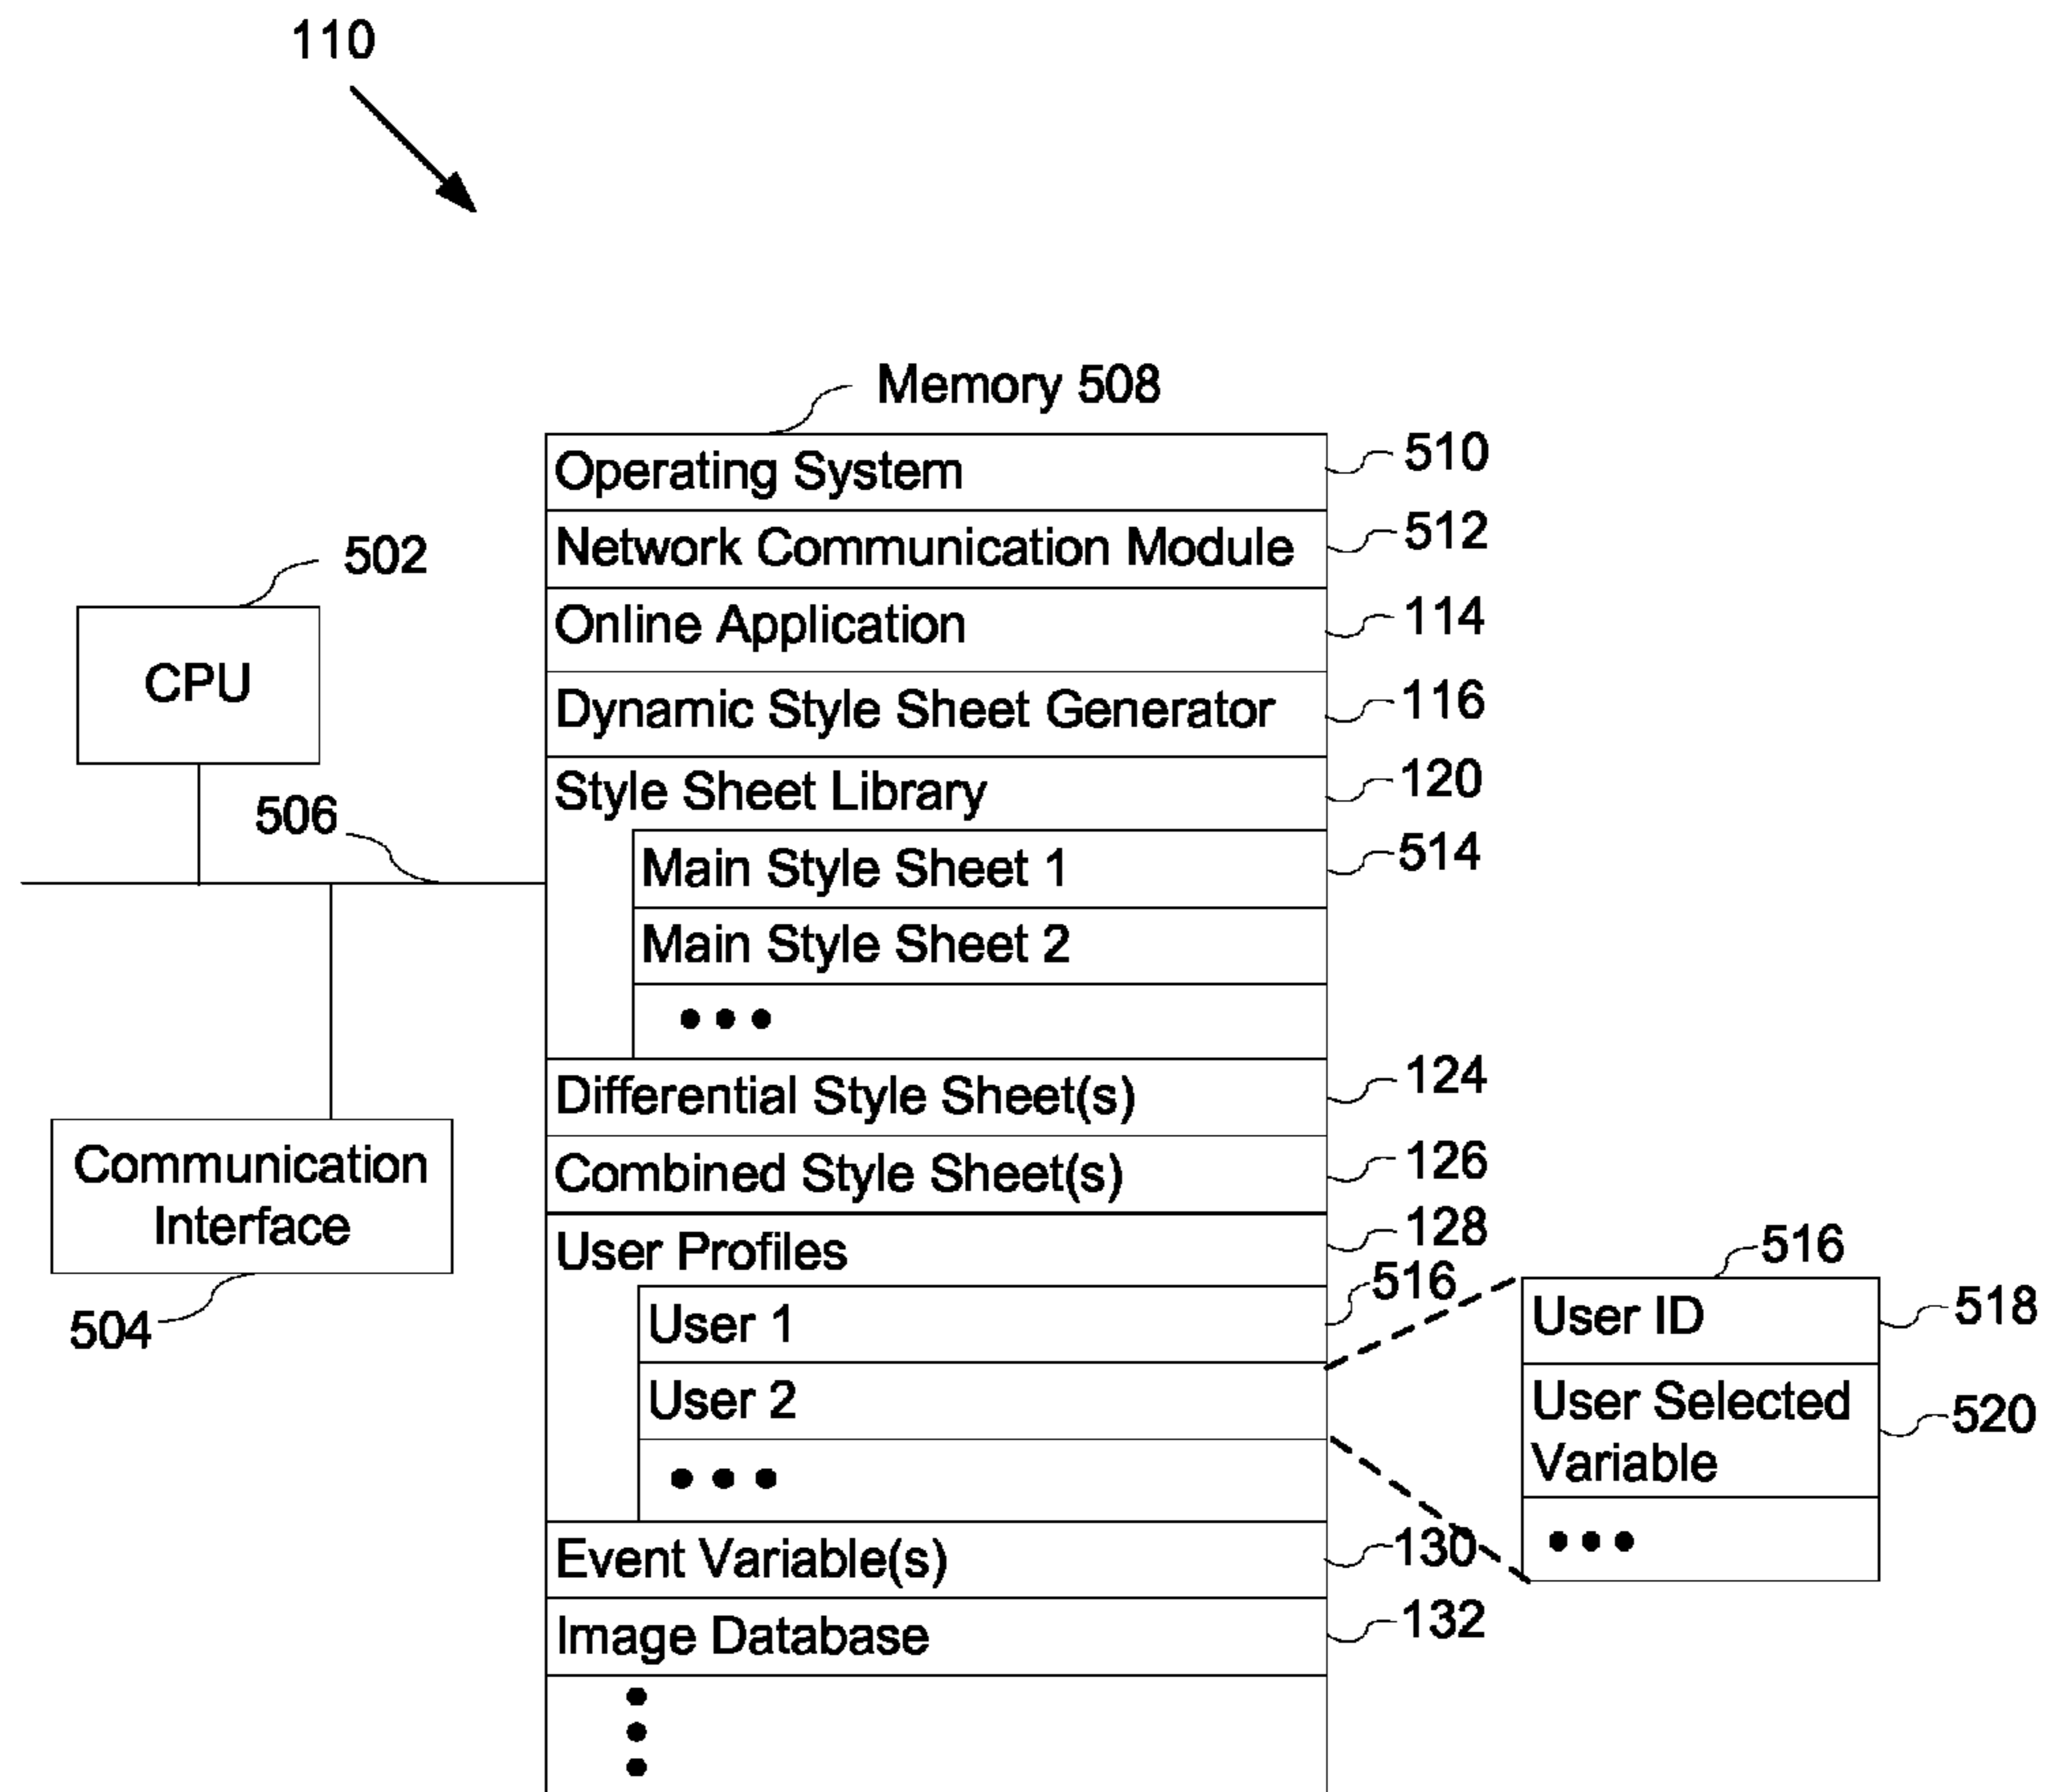 110
Memory 508
Operating System
510
Network Communication Module
512
502
CPU
Online Application
114
Dynamic Style Sheet Generator
116
Style Sheet Library
120
506
Main Style Sheet 1
514
Main Style Sheet 2
•••
Differential Style Sheet(s)
124
Communication
Interface
504
Combined Style Sheet(s)
126
User Profiles
128
User 1
516
User 2
•••
516
User ID
518
User Selected
Variable
520
•••
Event Variable(s)
130
Image Database
132